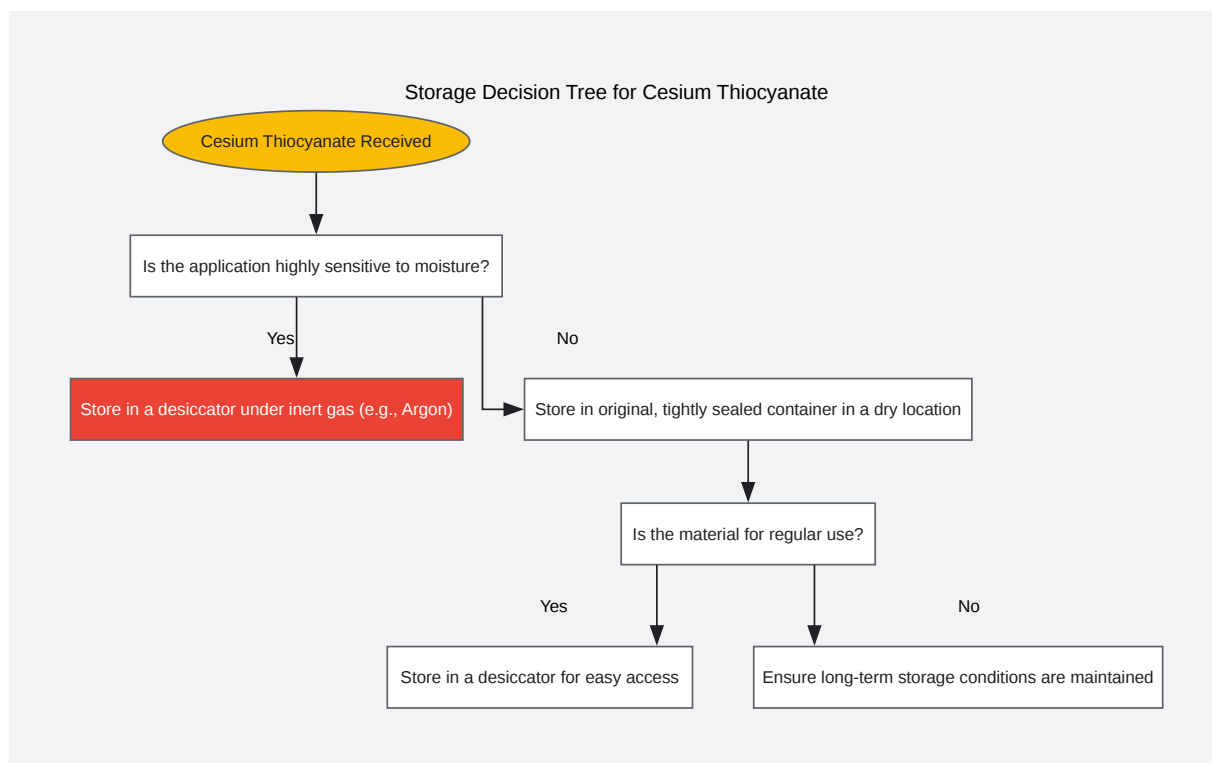 Storage Decision Tree for Cesium Thiocyanate
Cesium Thiocyanate Received
Is the application highly sensitive to moisture?
Yes
No
Store in a desiccator under inert gas (e.g., Argon)
Store in original, tightly sealed container in a dry location
Is the material for regular use?
Yes
No
Store in a desiccator for easy access
Ensure long-term storage conditions are maintained